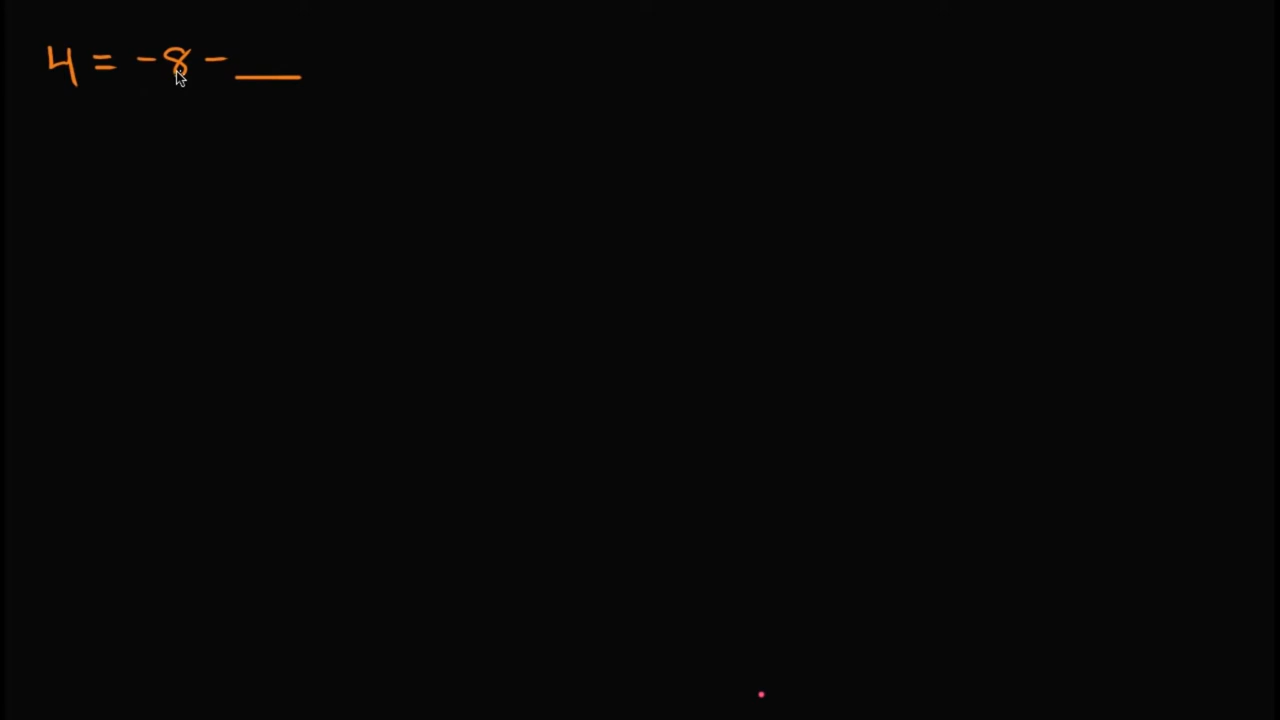 4 = -8 - ___